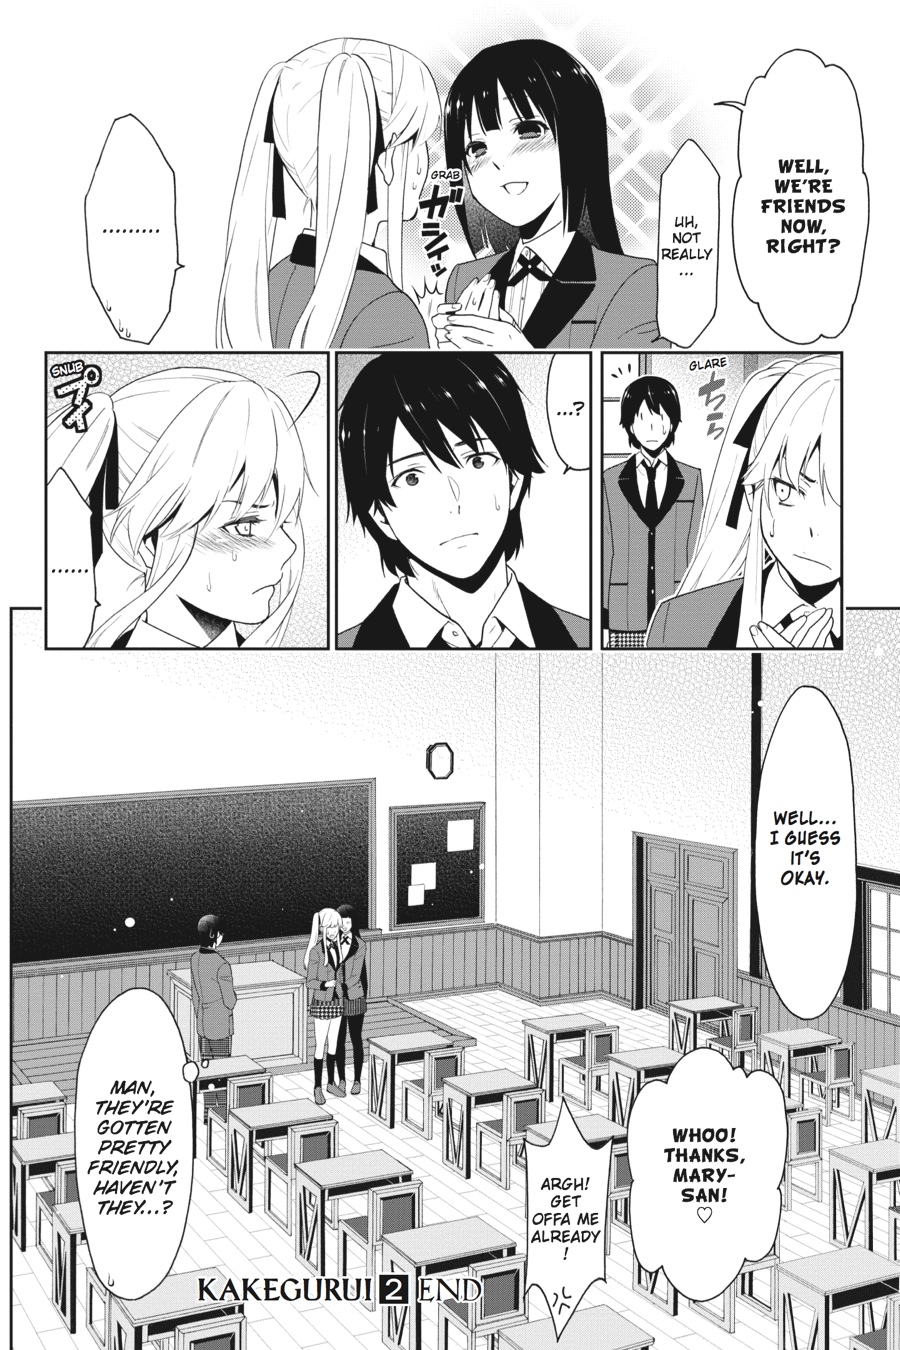 WELL,
WE'RE
FRIENDS
NOW,
RIGHT?
UH,
NOT
REALLY
...
GRAB
ガシィッ
..........
GLARE
ちらっ
...?
SNUB
プイ
......
WELL...
I GUESS
IT'S
OKAY.
WHOO!
THANKS,
MARY-
SAN!
♡
ARGH!
GET
OFFA ME
ALREADY
!
MAN,
THEY'RE
GOTTEN
PRETTY
FRIENDLY,
HAVEN'T
THEY...?
KAKEGURUI 2 END